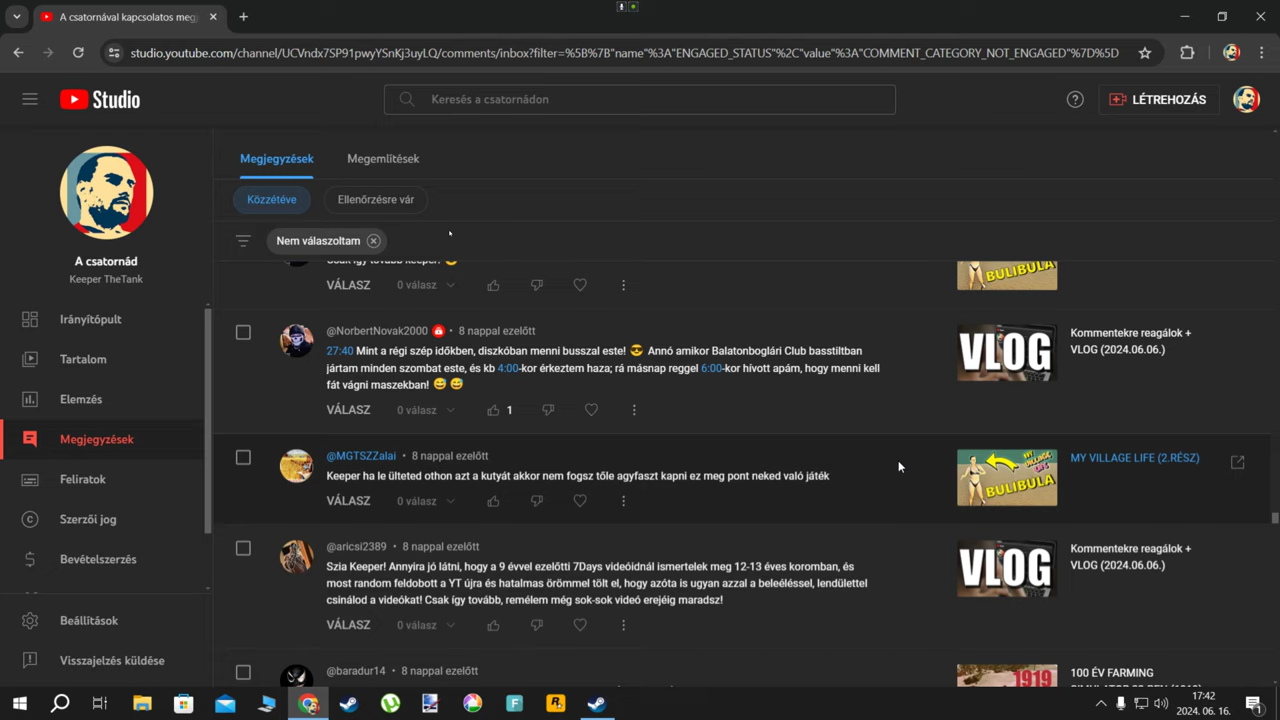 A csatornával kapcsolatos meg
studio.youtube.com/channel/UCVndx7SP91pwyYSnKj3uyLQ/comments/inbox?filter=%5B%7B"name"%3A"ENGAGED_STATUS"%2C"value"%3A"COMMENT_CATEGORY_NOT_ENGAGED"%7D%5D
Studio
Keresés a csatornádon
LÉTREHOZÁS
A csatornád
Keeper TheTank
Irányítópult
Tartalom
Elemzés
Megjegyzések
Feliratok
Szerzői jog
Bevételszerzés
Beállítások
Visszajelzés küldése
Megjegyzések
Megemlítések
Közzétéve
Ellenőrzésre vár
Nem válaszoltam
Csak így tovább keeper!
VÁLASZ
0 válasz
BULIBULA
@NorbertNovak2000 • 8 nappal ezelőtt
27:40 Mint a régi szép időkben, diszkóban menni busszal este! 😎 Annó amikor Balatonboglári Club basstiltban
jártam minden szombat este, és kb 4:00-kor érkeztem haza; rá másnap reggel 6:00-kor hívott apám, hogy menni kell
fát vágni maszekban! 😅 😅
VÁLASZ
0 válasz
1
VLOG
Kommentekre reagálok +
VLOG (2024.06.06.)
@MGTSZZalai • 8 nappal ezelőtt
Keeper ha le ülteted othon azt a kutyát akkor nem fogsz tőle agyfaszt kapni ez meg pont neked való játék
VÁLASZ
0 válasz
BULIBULA
MY VILLAGE LIFE (2.RÉSZ)
@aricsi2389 • 8 nappal ezelőtt
Szia Keeper! Annyira jó látni, hogy a 9 évvel ezelőtti 7Days videóidnál ismertelek meg 12-13 éves koromban, és
most random feldobott a YT újra és hatalmas örömmel tölt el, hogy azóta is ugyan azzal a beleéléssel, lendülettel
csinálod a videókat! Csak így tovább, remélem még sok-sok videó erejéig maradsz!
VÁLASZ
0 válasz
VLOG
Kommentekre reagálok +
VLOG (2024.06.06.)
@baradur14 • 8 nappal ezelőtt
1919
100 ÉV FARMING
17:42
2024. 06. 16.